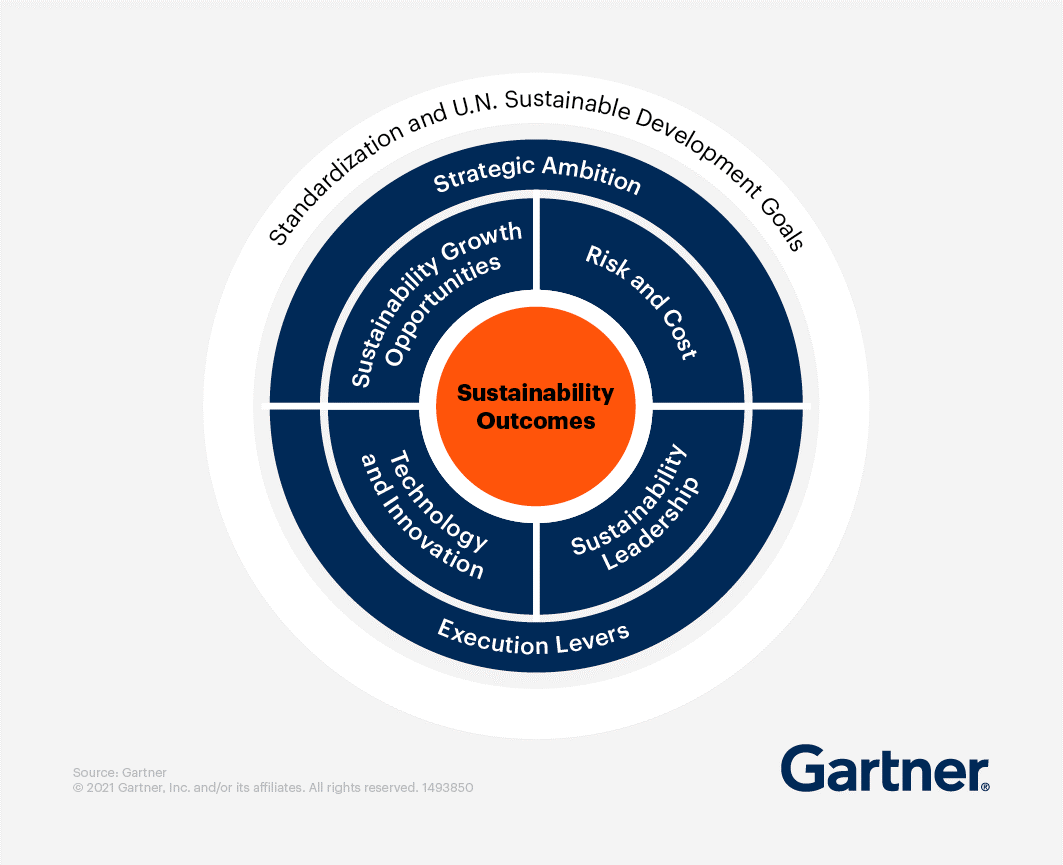 Standardization and U.N. Sustainable Development Goals
Strategic Ambition
Sustainability Growth
Opportunities
Risk and Cost
Sustainability
Outcomes
Technology
and Innovation
Sustainability
Leadership
Execution Levers
Source: Gartner
© 2021 Gartner, Inc. and/or its affiliates. All rights reserved. 1493850
Gartner®